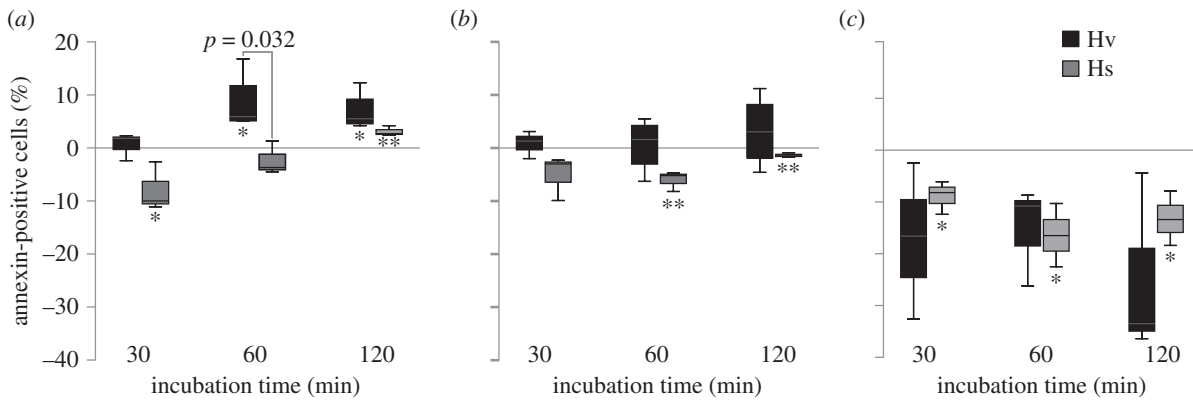 (a)
(b)
(c)
annexin-positive cells (%)
20
10
0
–10
–20
–30
–40
p = 0.032
*
*
*
**
30
60
120
incubation time (min)
**
**
30
60
120
incubation time (min)
Hv
Hs
*
*
*
30
60
120
incubation time (min)